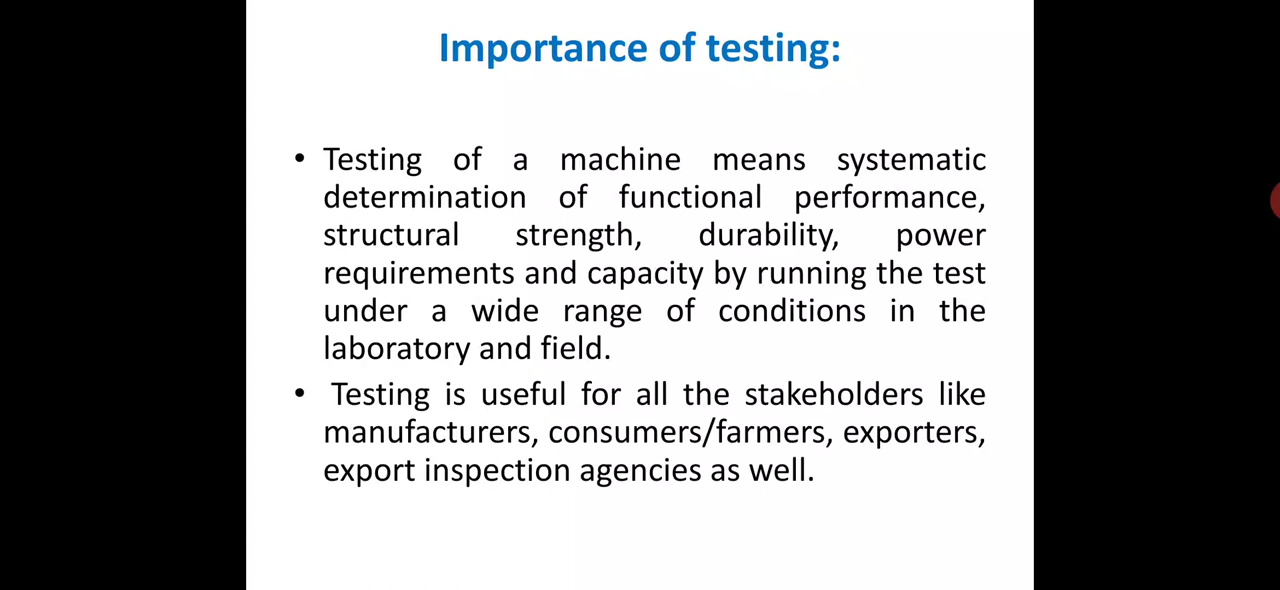 Importance of testing:
• Testing of a machine means systematic
determination of functional performance,
structural strength, durability, power
requirements and capacity by running the test
under a wide range of conditions in the
laboratory and field.
• Testing is useful for all the stakeholders like
manufacturers, consumers/farmers, exporters,
export inspection agencies as well.